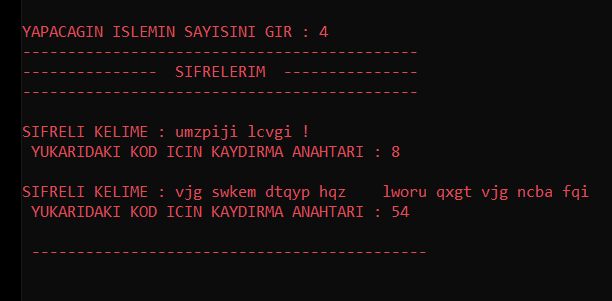 YAPACAGIN ISLEMIN SAYISINI GIR : 4
--------------------------------------------
--------------- SIFRELERIM ---------------
--------------------------------------------
SIFRELI KELIME : umzpiji lcvgi !
YUKARIDAKI KOD ICIN KAYDIRMA ANAHTARI : 8
SIFRELI KELIME : vjg swkem dtqyp hqz    lworu qxgt vjg ncba fqi
YUKARIDAKI KOD ICIN KAYDIRMA ANAHTARI : 54
--------------------------------------------